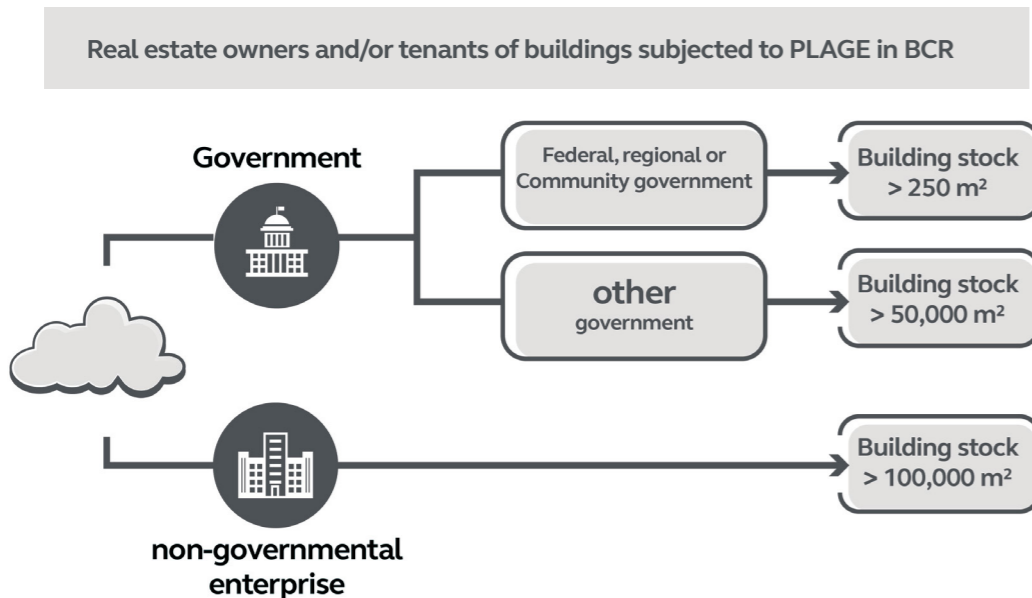 Real estate owners and/or tenants of buildings subjected to PLAGE in BCR
Government
Federal, regional or
Community government
Building stock
> 250 m²
other
government
Building stock
> 50,000 m²
non-governmental
enterprise
Building stock
> 100,000 m²